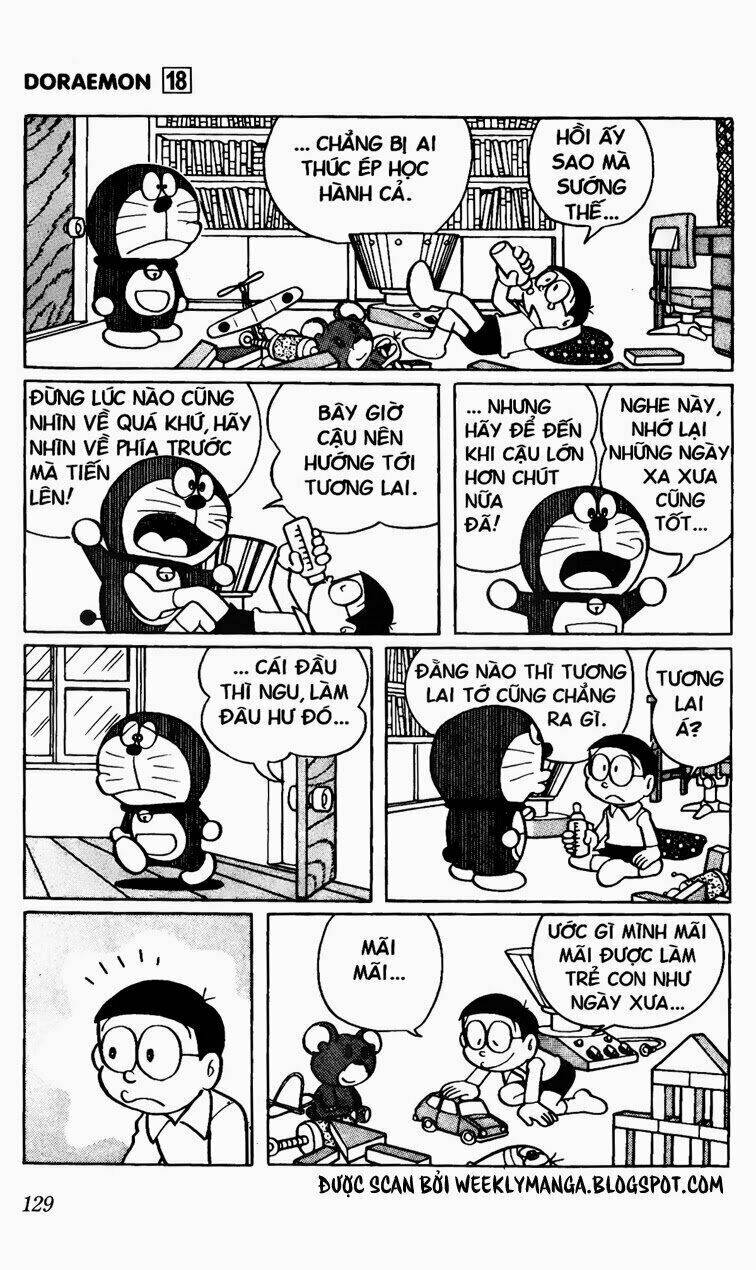 DORAEMON 18
HỒI ẤY
SAO MÀ
SƯỚNG
THẾ...
... CHẲNG BỊ AI
THÚC ÉP HỌC
HÀNH CẢ.
NGHE NÀY,
NHỚ LẠI
NHỮNG NGÀY
XA XƯA
CŨNG
TỐT...
... NHƯNG
HÃY ĐỂ ĐẾN
KHI CẬU LỚN
HƠN CHÚT
NỮA
ĐÃ!
BÂY GIỜ
CẬU NÊN
HƯỚNG TỚI
TƯƠNG LAI.
ĐỪNG LÚC NÀO CŨNG
NHÌN VỀ QUÁ KHỨ, HÃY
NHÌN VỀ PHÍA TRƯỚC
MÀ TIẾN
LÊN!
TƯƠNG
LAI
Á?
ĐẰNG NÀO THÌ TƯƠNG
LAI TỚ CŨNG CHẲNG
RA GÌ.
... CÁI ĐẦU
THÌ NGU, LÀM
ĐÂU HƯ ĐÓ...
ƯỚC GÌ MÌNH MÃI
MÃI ĐƯỢC LÀM
TRẺ CON NHƯ
NGÀY XƯA...
MÃI
MÃI...
129
ĐƯỢC SCAN BỞI WEEKLYMANGA.BLOGSPOT.COM